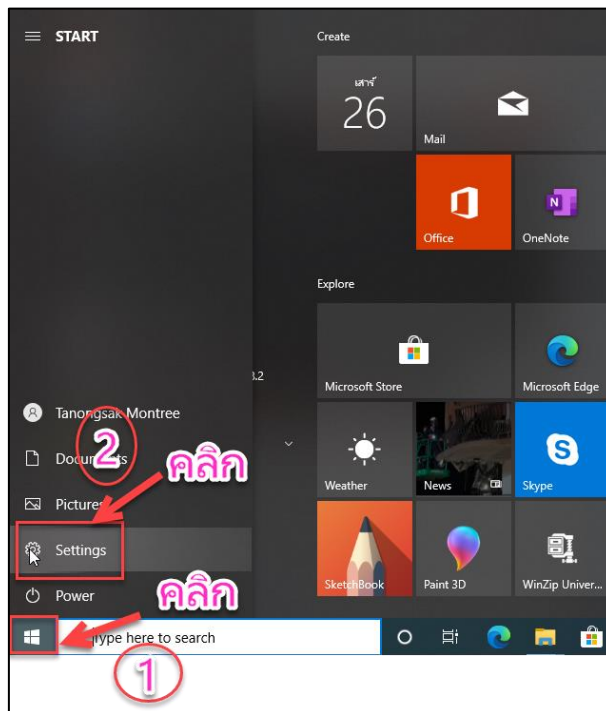 START
Create
เสาร์
26
Mail
Office
OneNote
Explore
3.2
Microsoft Store
Microsoft Edge
Tanongsak Montree
2
Documents
คลิก
Weather
News
Skype
Pictures
Settings
SketchBook
Paint 3D
WinZip Univer...
Power
คลิก
Type here to search
1